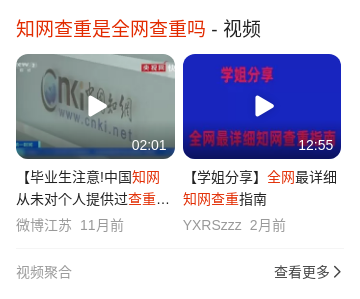 知网查重是全网查重吗 - 视频
央视网 快
Cnki中国知网
www.cnki.net
02:01
学姐分享
全网最详细知网查重指南
12:55
【毕业生注意!中国知网
从未对个人提供过查重…
微博江苏 11月前
【学姐分享】全网最详细
知网查重指南
YXRSzzz 2月前
视频聚合
查看更多